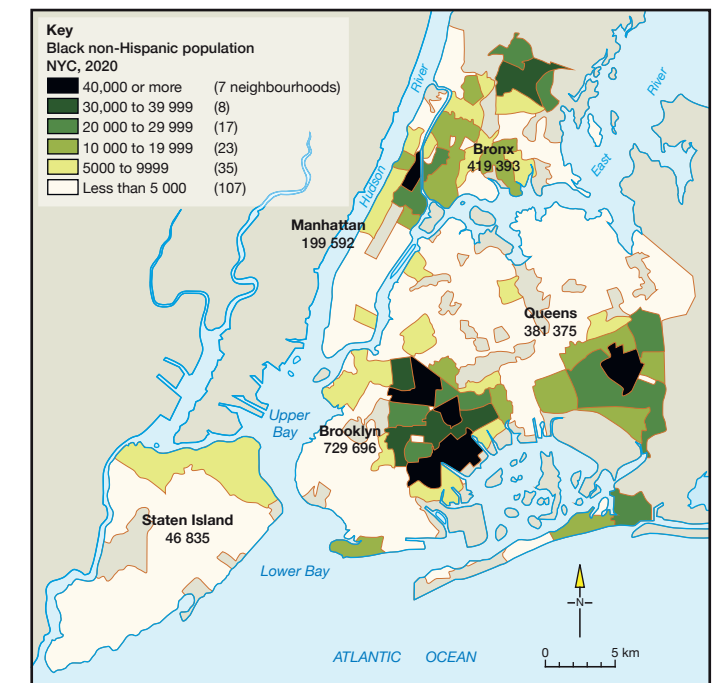 Key
Black non-Hispanic population
NYC, 2020
40,000 or more (7 neighbourhoods)
30,000 to 39 999 (8)
20 000 to 29 999 (17)
10 000 to 19 999 (23)
5000 to 9999 (35)
Less than 5 000 (107)
River
Hudson
River
East
Bronx
419 393
Manhattan
199 592
Queens
381 375
Upper
Bay
Brooklyn
729 696
Staten Island
46 835
Lower Bay
N
0 5 km
ATLANTIC OCEAN